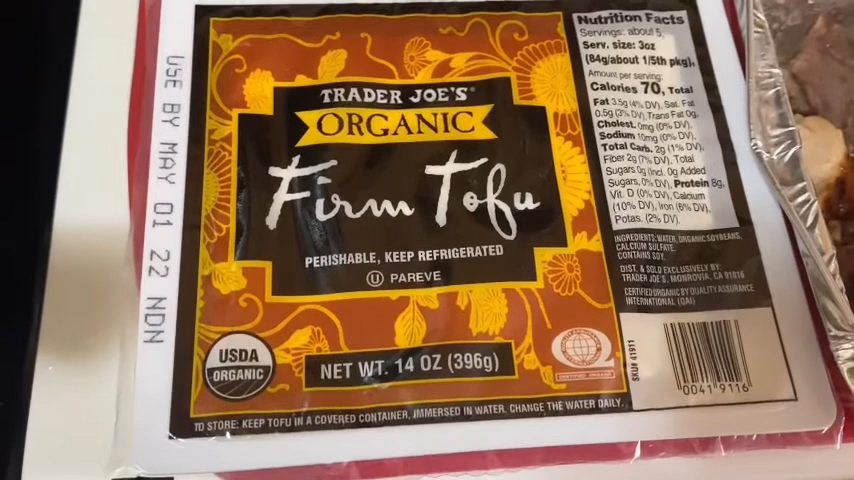 USE BY MAY 01 22 NDN
TRADER JOE'S®
ORGANIC
Firm Tofu
PERISHABLE, KEEP REFRIGERATED
U PAREVE
USDA
ORGANIC
NET WT. 14 OZ (396g)
TO STORE: KEEP TOFU IN A COVERED CONTAINER, IMMERSED IN WATER. CHANGE THE WATER DAILY.
Nutrition Facts
Servings: about 5,
Serv. size: 3oz
(84g/about 1/5th pkg),
Amount per serving:
Calories 70, Total
Fat 3.5g (4% DV), Sat. Fat
0.5g (3% DV), Trans Fat 0g,
Cholest. 0mg (0% DV),
Sodium 10mg (0% DV),
Total Carb. 2g (1% DV),
Fiber 2g (7% DV), Total
Sugars 0g (Incl. 0g Added
Sugars, 0% DV), Protein 8g,
Vit. D (0% DV), Calcium
(10% DV), Iron (6% DV),
Potas. (2% DV).
INGREDIENTS: WATER, ORGANIC SOYBEANS,
CALCIUM SULFATE.
CONTAINS SOY.
DIST. & SOLD EXCLUSIVELY BY:
TRADER JOE'S, MONROVIA, CA 91016
CERTIFIED ORGANIC BY QUALITY ASSURANCE
INTERNATIONAL (QAI)
SKU# 41911
0041 9116